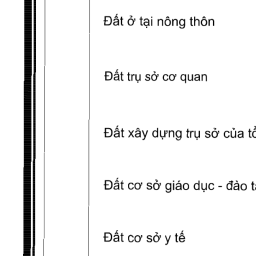 Đất ở tại nông thôn
Đất trụ sở cơ quan
Đất xây dựng trụ sở của
Đất cơ sở giáo dục - đào
Đất cơ sở y tế